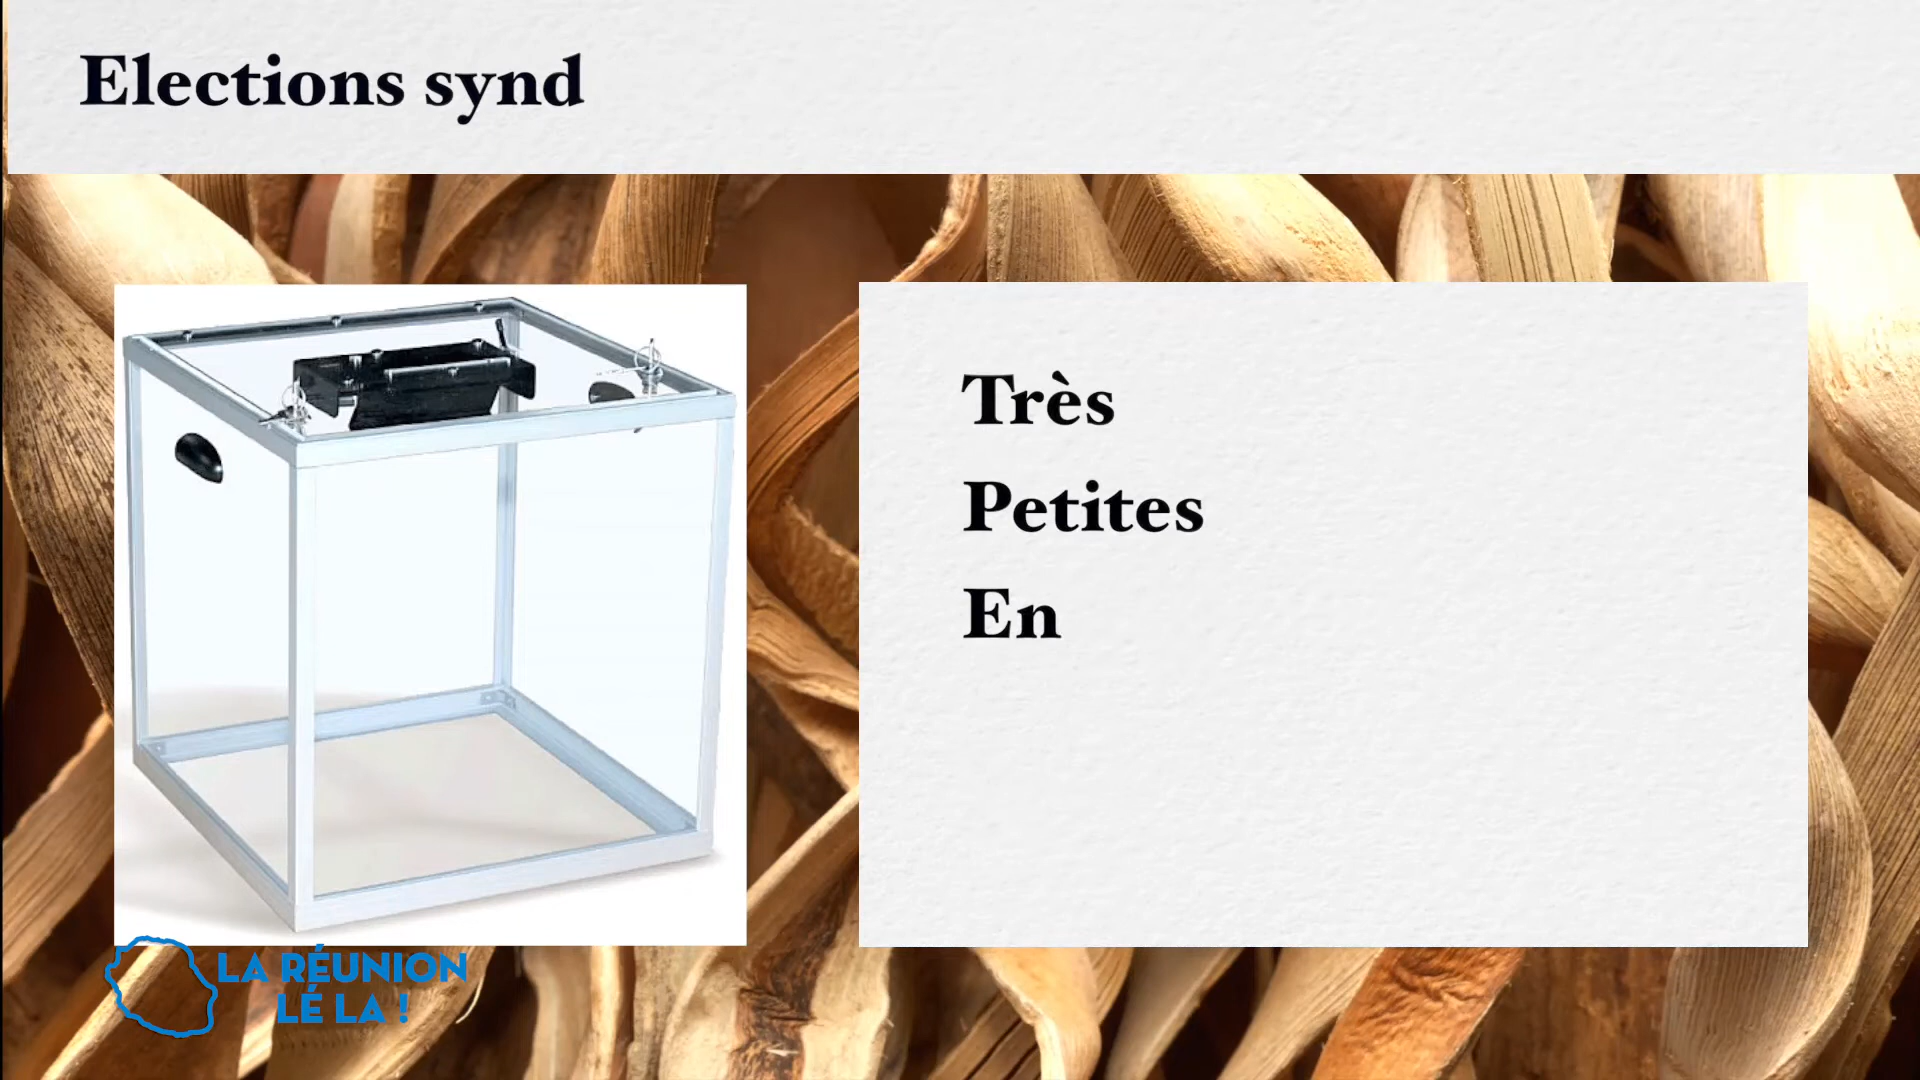 Elections synd
Très
Petites
En
LA RÉUNION
LÉ LA !